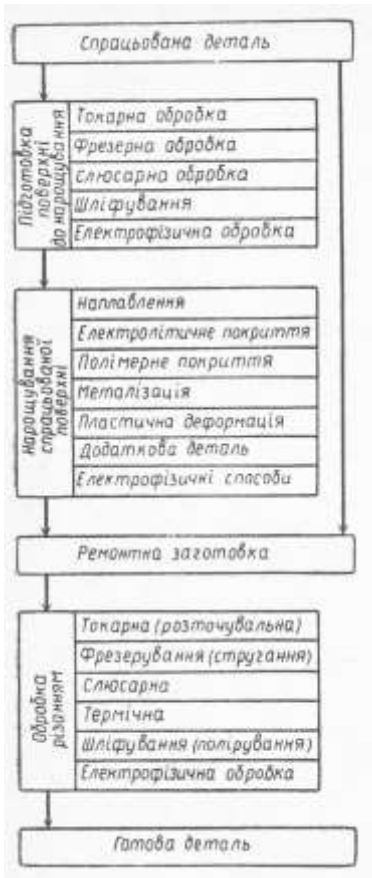 Спрацьована деталь
Підготовка
поверхні
до нарощування
Токарна обробка
Фрезерна обробка
Слюсарна обробка
Шліфування
Електрофізична обробка
Нарощування
спрацьованої
поверхні
Наплавлення
Електролітичне покриття
Полімерне покриття
Металізація
Пластична деформація
Додаткова деталь
Електрофізичні способи
Ремонтна заготовка
Обробка
різанням
Токарна (розточувальна)
Фрезерування (стругання)
Слюсарна
Термічна
Шліфування (полірування)
Електрофізична обробка
Готова деталь